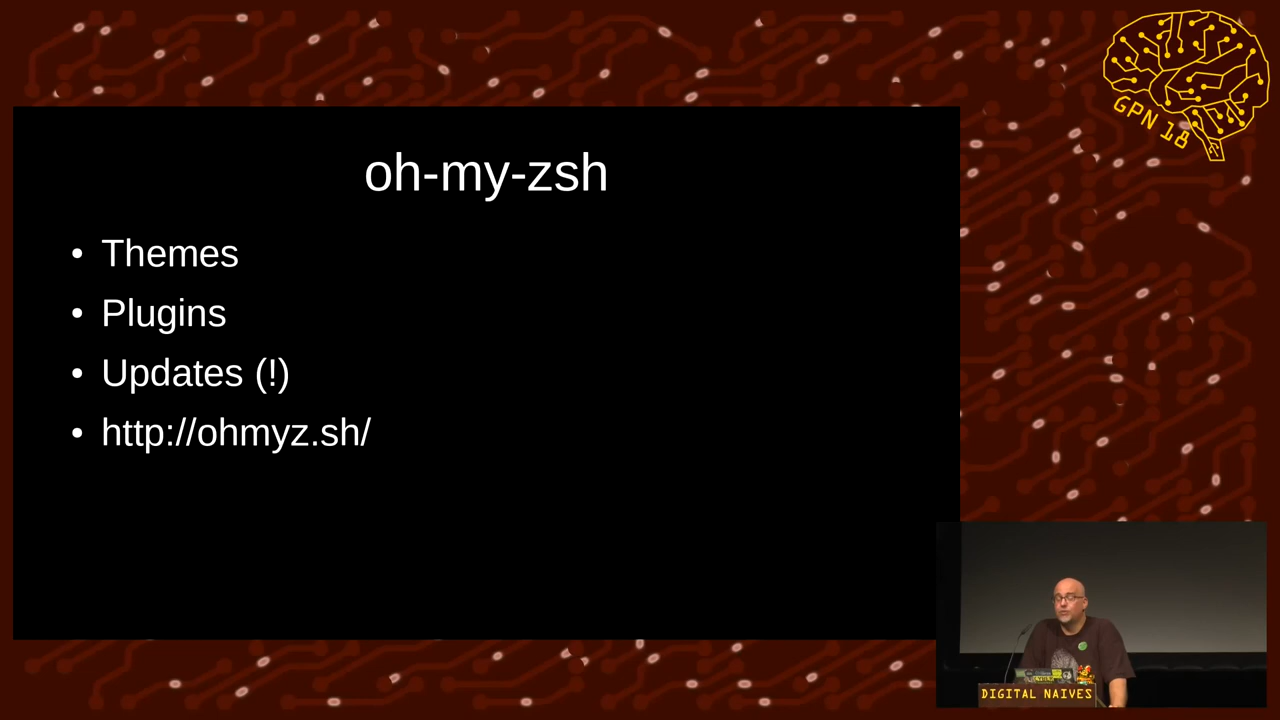 GPN 18
oh-my-zsh
• Themes
• Plugins
• Updates (!)
• http://ohmyz.sh/
DIGITAL NAIVES